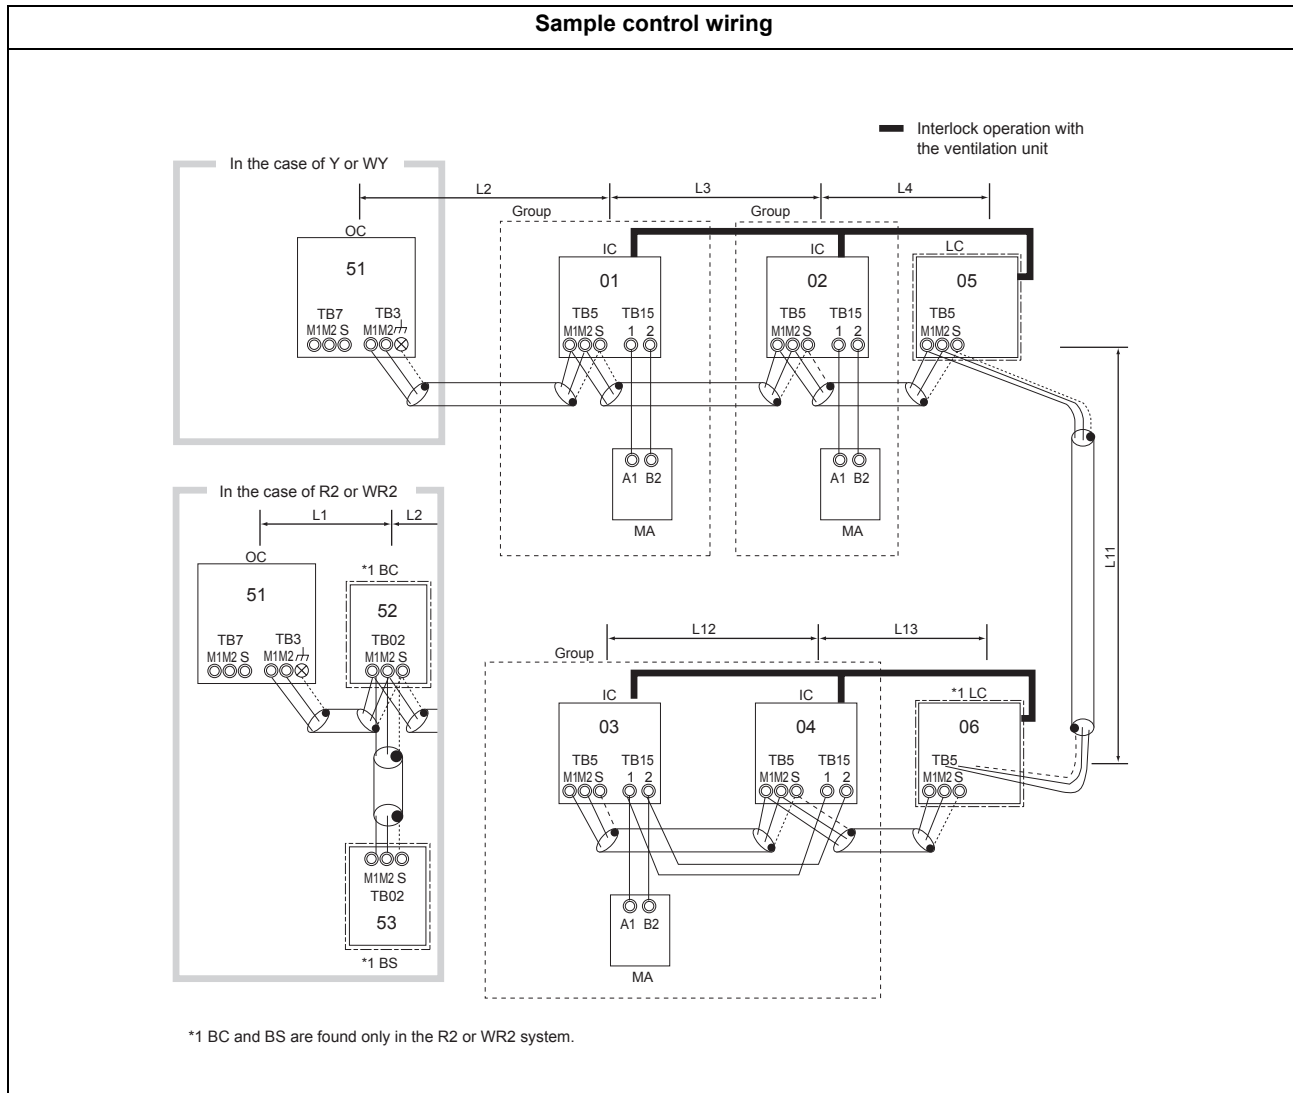 Sample control wiring
Interlock operation with
the ventilation unit
In the case of Y or WY
L2
L3
L4
Group
Group
OC
IC
IC
LC
51
01
02
05
TB7
TB3
TB5
TB15
TB5
TB15
TB5
M1M2 S
M1M2
M1M2 S
1
2
M1M2 S
1
2
M1M2 S
A1
B2
A1
B2
MA
MA
L11
In the case of R2 or WR2
L1
L2
OC
*1 BC
51
52
TB7
TB3
TB02
M1M2 S
M1M2
M1M2 S
M1M2 S
TB02
53
*1 BS
L12
L13
Group
IC
IC
*1 LC
03
04
06
TB5
TB15
TB5
TB15
TB5
M1M2 S
1
2
M1M2 S
1
2
M1M2 S
A1
B2
MA
*1 BC and BS are found only in the R2 or WR2 system.